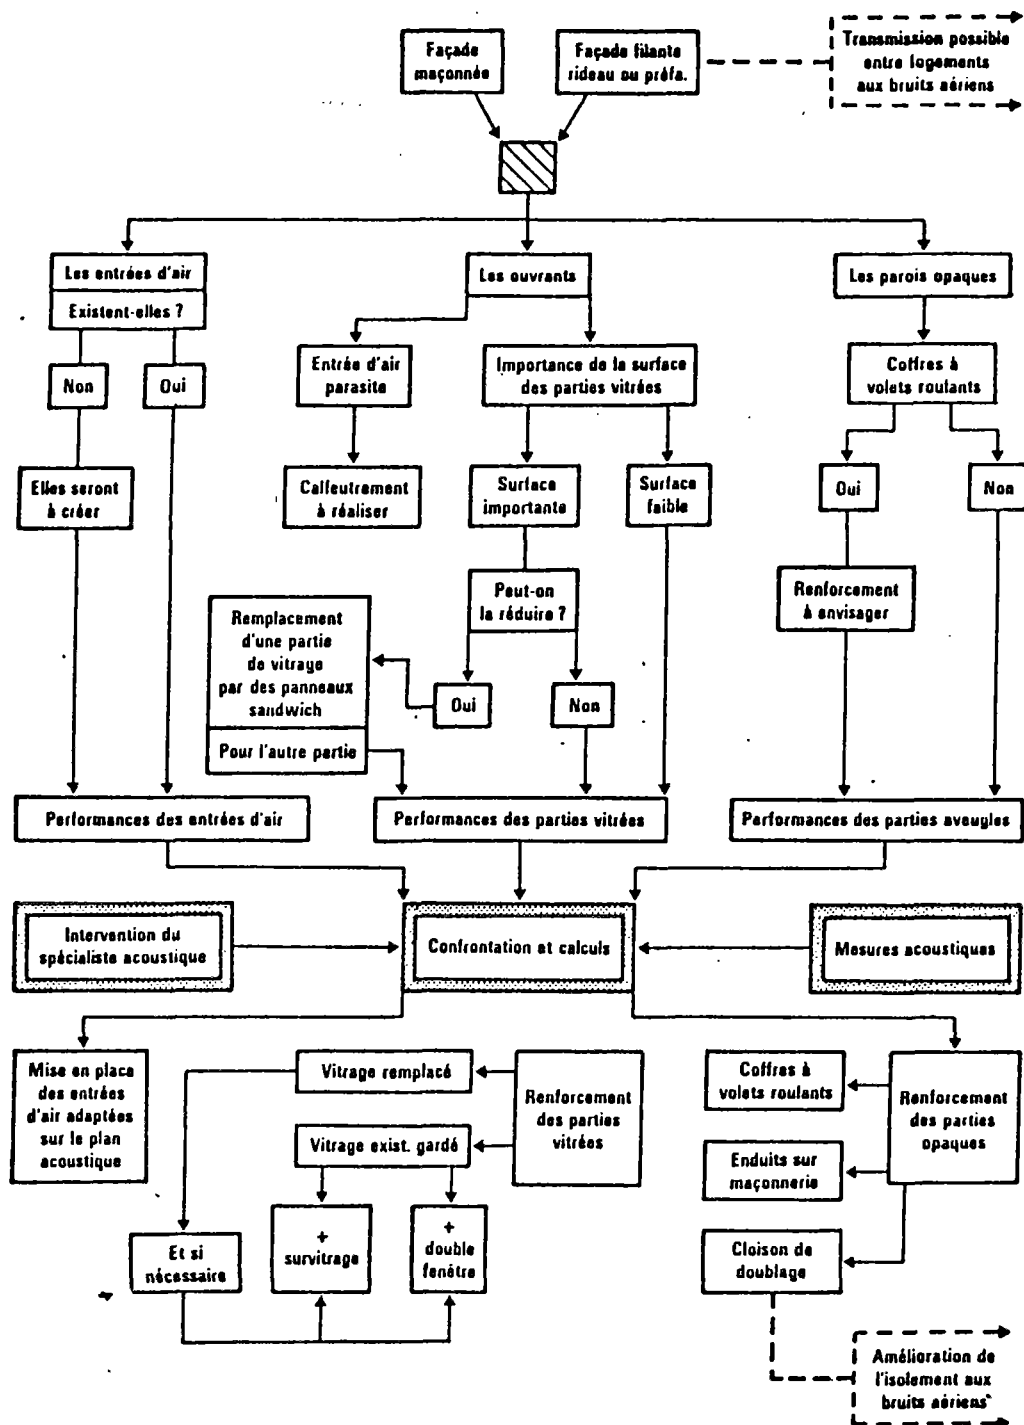 Façade
maçonnée
Façade filante
rideau ou préfa.
Transmission possible
entre logements
aux bruits aériens
Les entrées d'air
Existent-elles ?
Non
Oui
Elles seront
à créer
Les ouvrants
Entrée d'air
parasite
Calfeutrement
à réaliser
Importance de la surface
des parties vitrées
Surface
importante
Surface
faible
Peut-on
la réduire ?
Oui
Non
Remplacement
d'une partie
de vitrage
par des panneaux
sandwich
Pour l'autre partie
Les parois opaques
Coffres à
volets roulants
Oui
Non
Renforcement
à envisager
Performances des entrées d'air
Performances des parties vitrées
Performances des parties aveugles
Intervention du
spécialiste acoustique
Confrontation et calculs
Mesures acoustiques
Mise en place
des entrées
d'air adaptées
sur le plan
acoustique
Vitrage remplacé
Vitrage exist. gardé
Renforcement
des parties
vitrées
Et si
nécessaire
+
survitrage
+
double
fenêtre
Coffres à
volets roulants
Enduits sur
maçonnerie
Cloison de
doublage
Renforcement
des parties
opaques
Amélioration de
l'isolement aux
bruits aériens